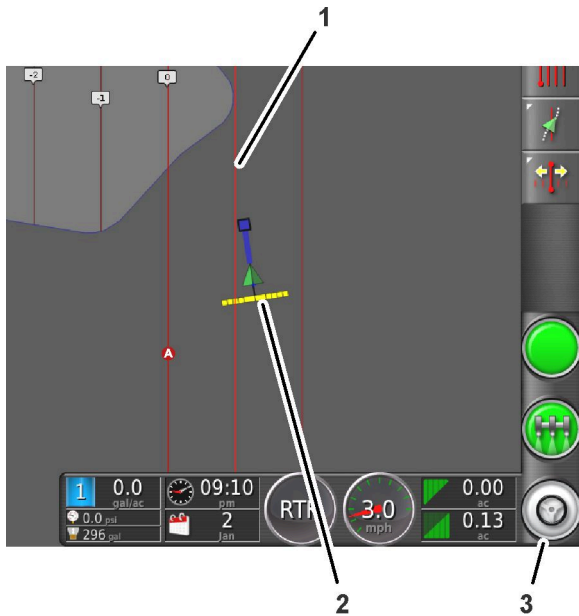 1
-2
-1
0
A
1 0.0
gal/ac
0.0 psi
296 gal
09:10
pm
2
Jan
RTK
3.0
mph
0.00
ac
0.13
ac
2
3